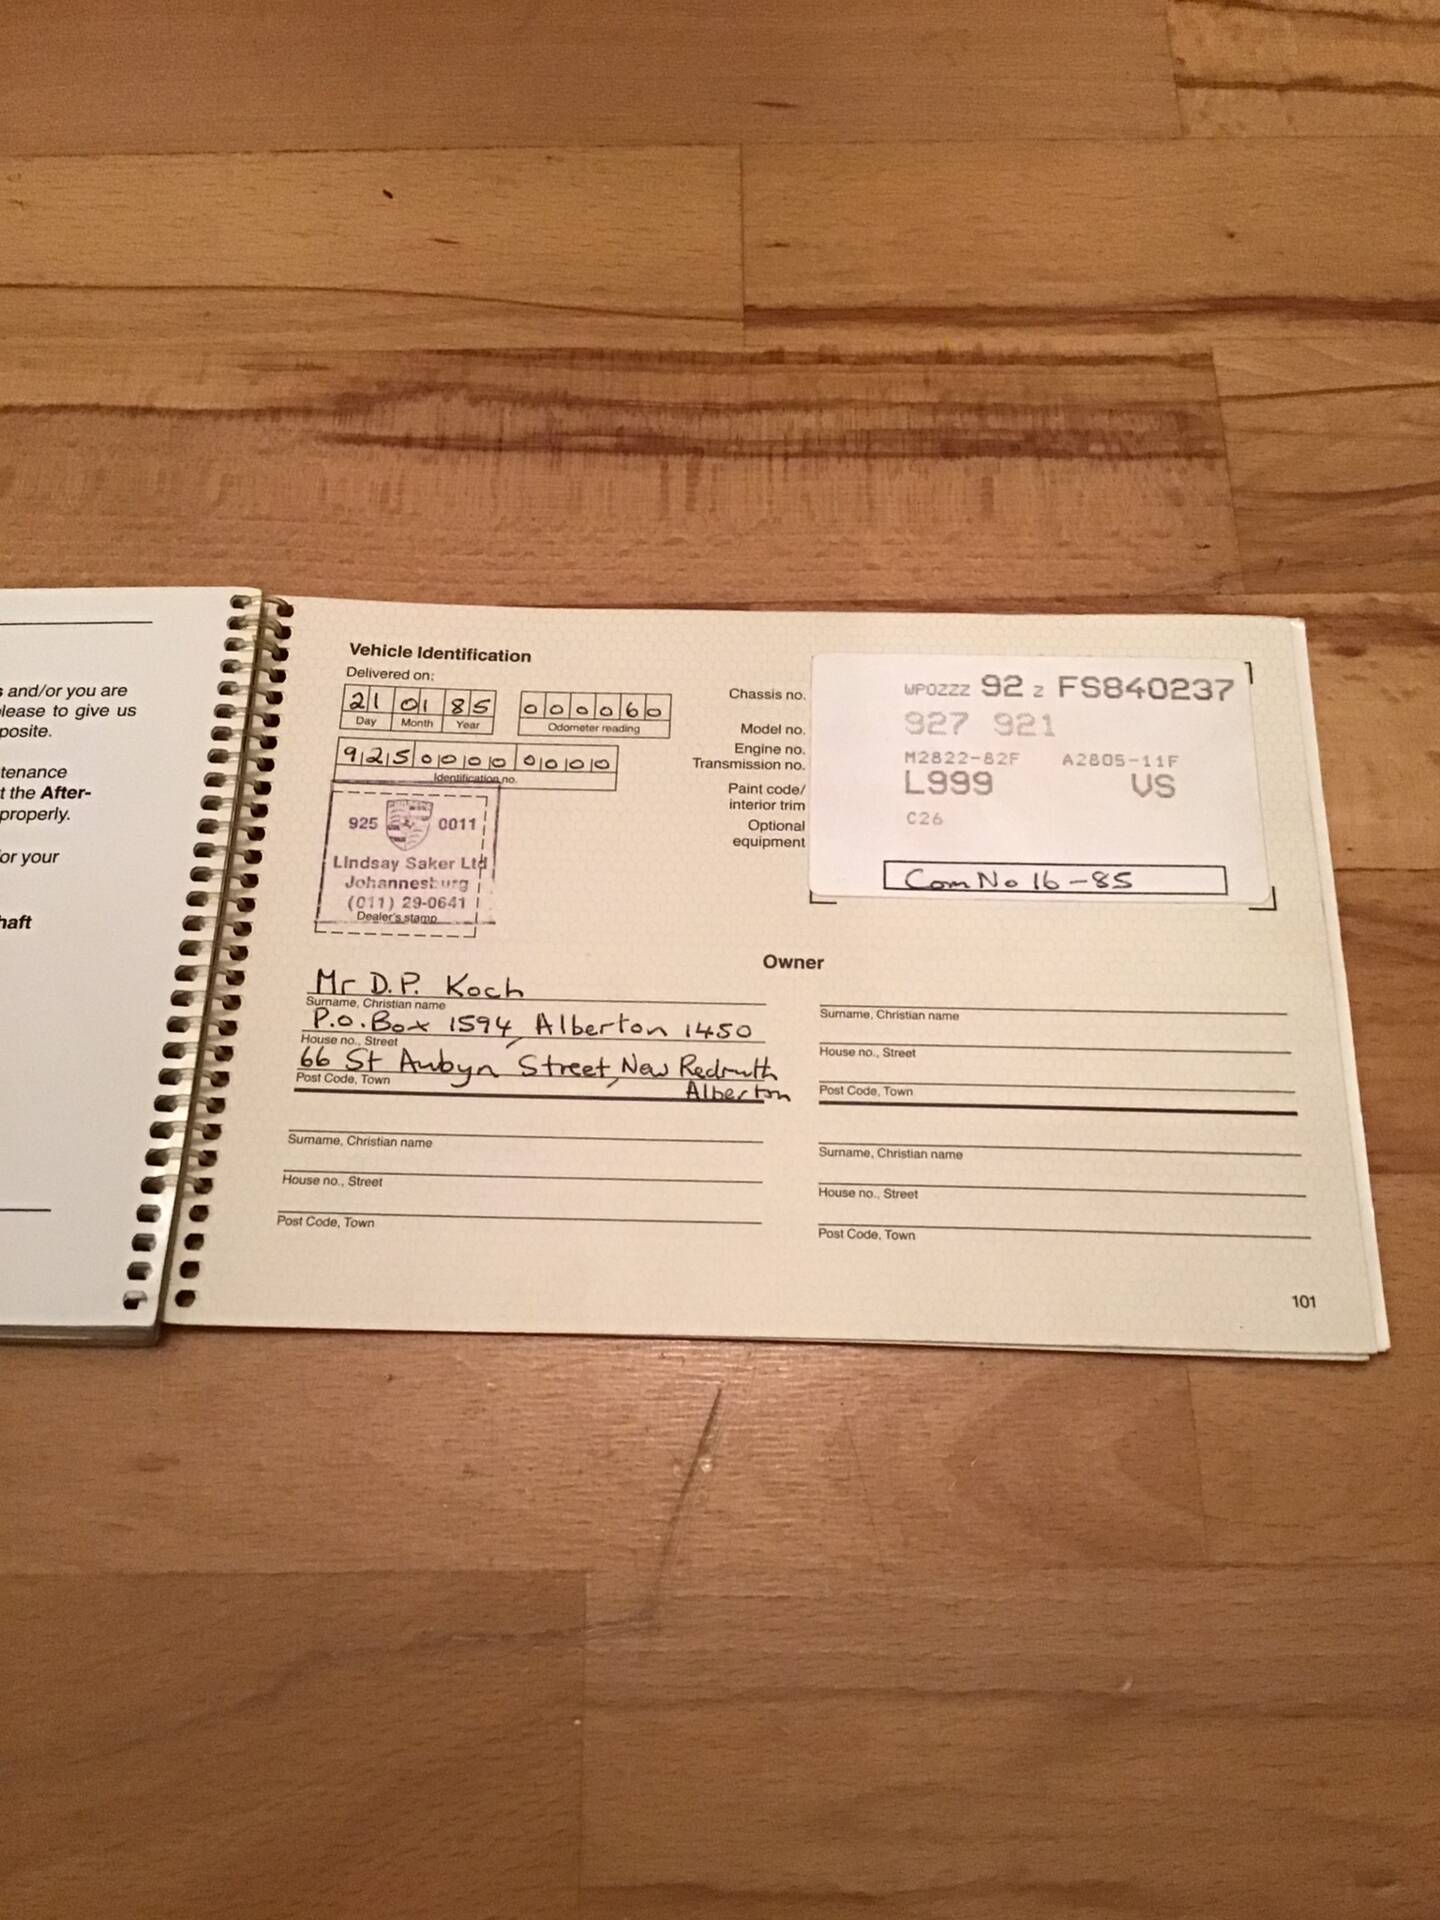 s and/or you are
lease to give us
posite.
tenance
t the After-
properly.
or your
haft
Vehicle Identification
Delivered on:
21 01 85
Day Month Year
000060
Odometer reading
92500000000
Identification no.
925 0011
Lindsay Saker Ltd
Johannesburg
(011) 29-0641
Dealer's stamp
Chassis no. WPOZZZ 92 Z FS840237
Model no. 927 921
Engine no.
Transmission no. M2822-82F A2805-11F
Paint code/
interior trim L999 VS
Optional
equipment C26
Com No 16-85
Owner
Mr D.P. Koch
Surname, Christian name
P.O. Box 1594, Alberton 1450
House no., Street
66 St Aubyn Street, New Redruth
Alberton
Post Code, Town
Surname, Christian name
House no., Street
Post Code, Town
Surname, Christian name
House no., Street
Post Code, Town
Surname, Christian name
House no., Street
Post Code, Town
101